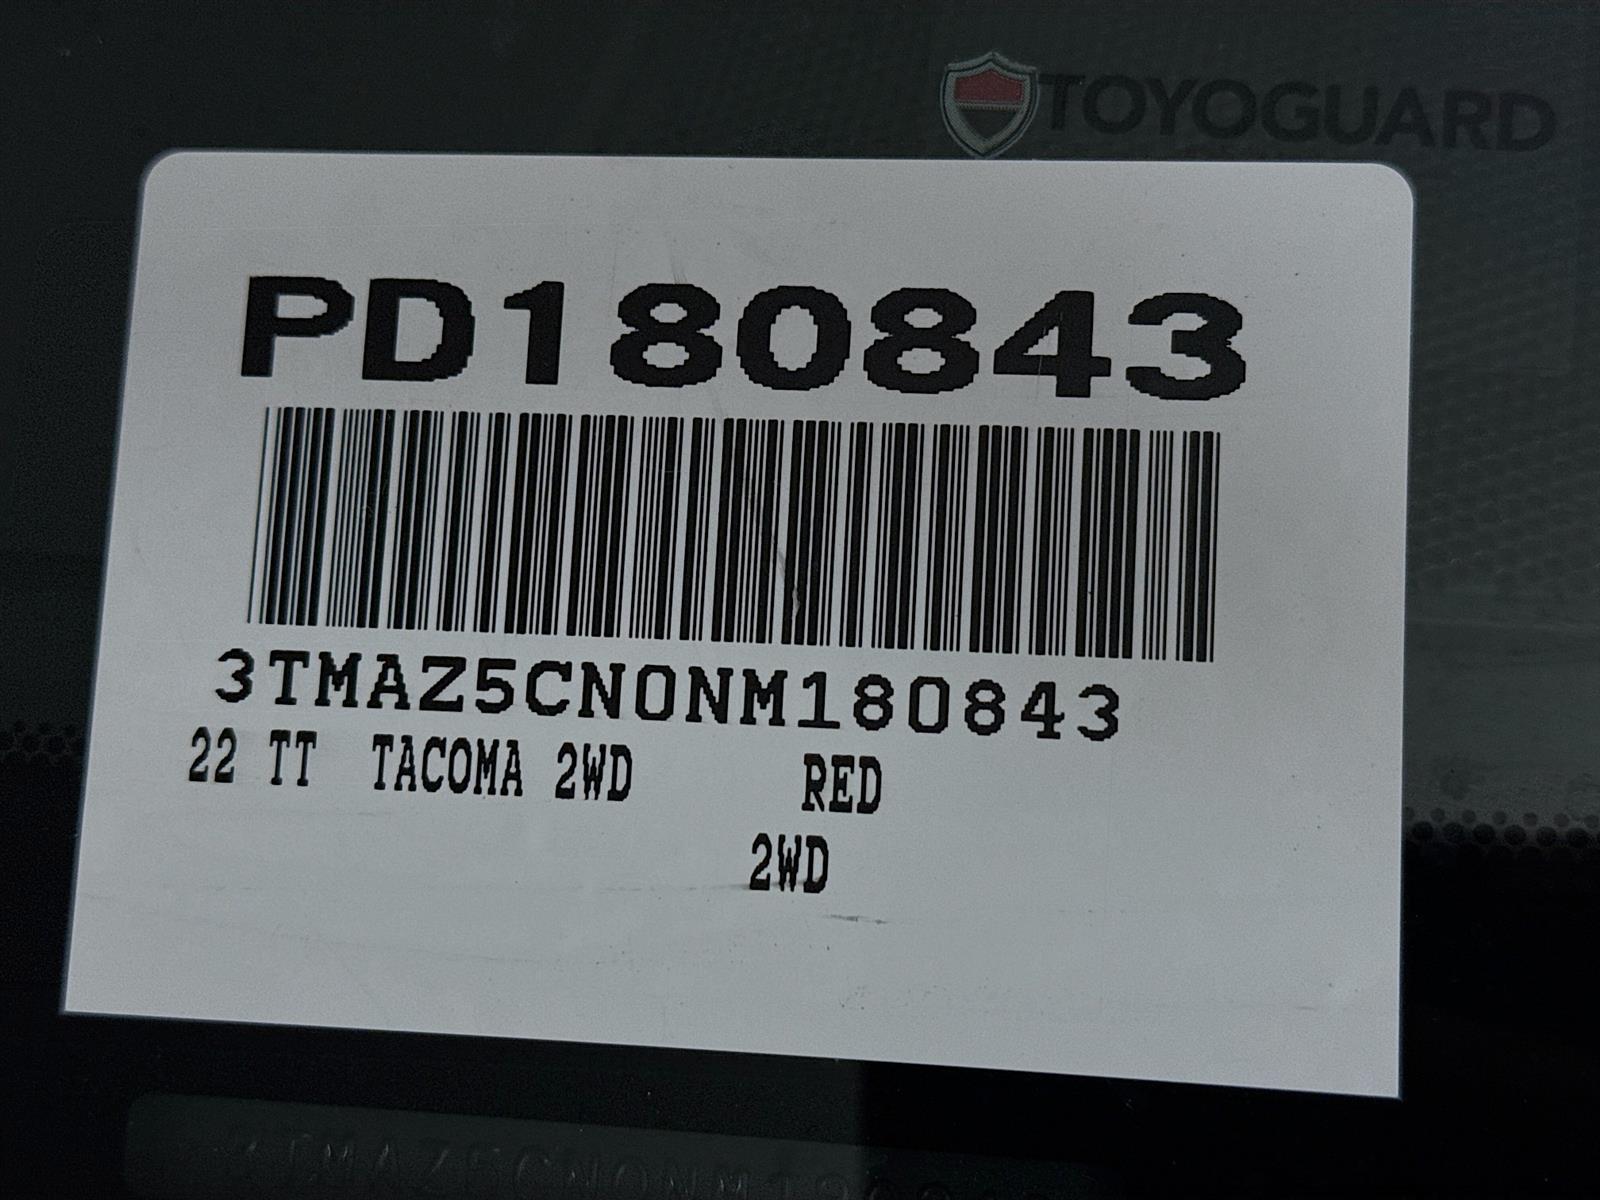 TOYOGUARD
PD180843
3TMAZ5CN0NM180843
22 TT TACOMA 2WD RED
2WD